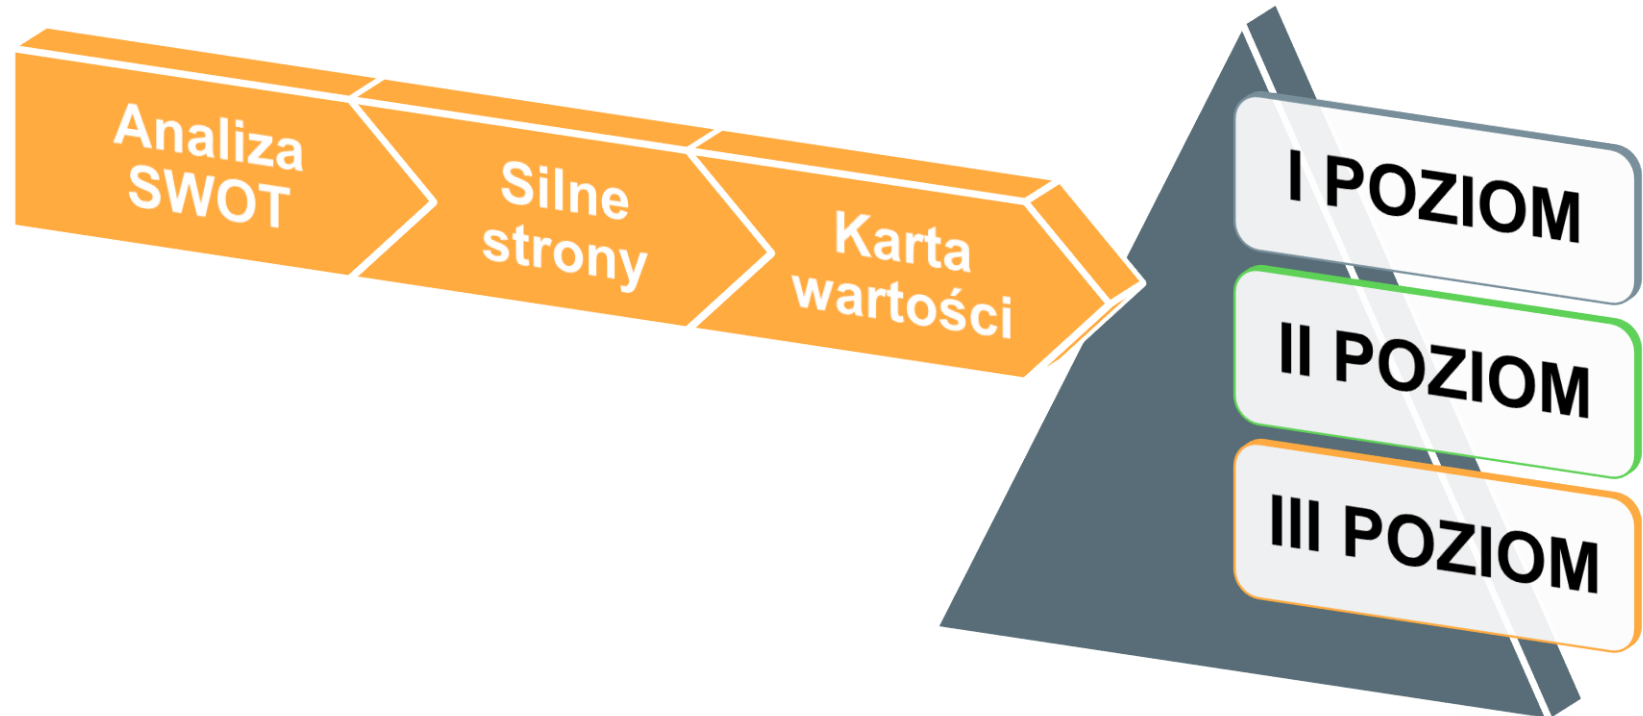 Analiza
SWOT
Silne
strony
Karta
wartości
I POZIOM
II POZIOM
III POZIOM